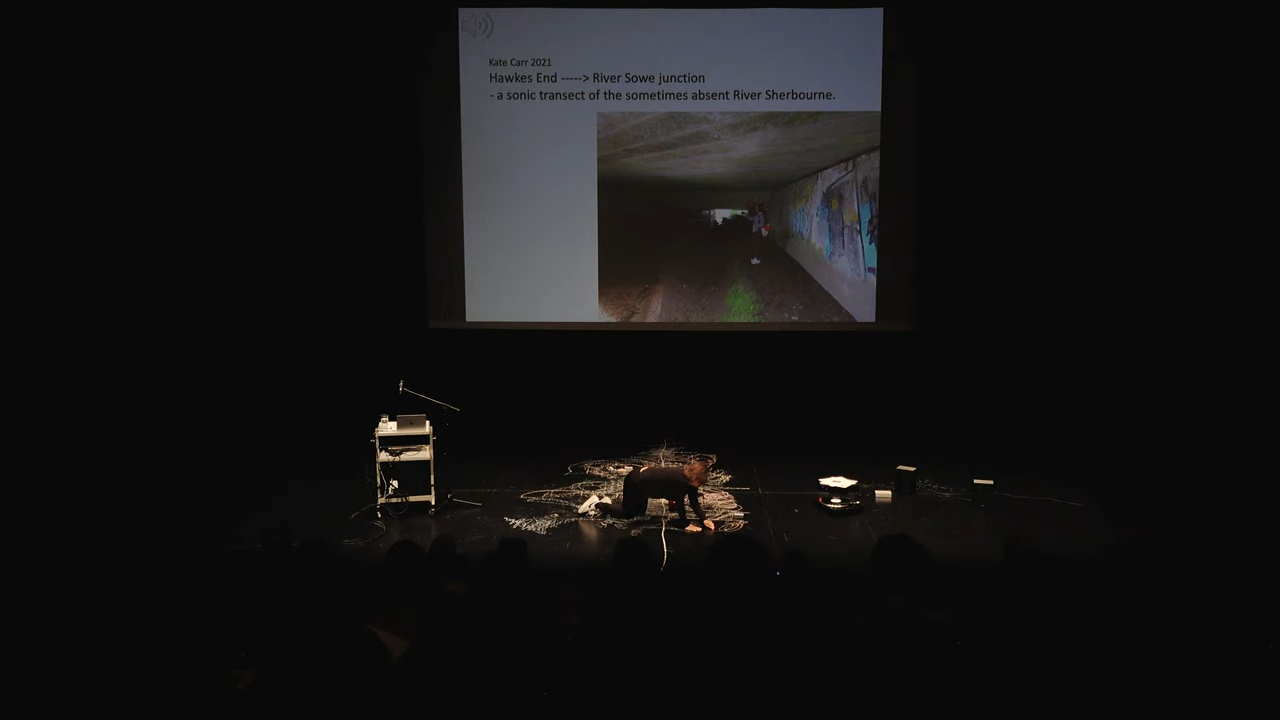 Kate Carr 2021
Hawkes End -----> River Sowe junction
- a sonic transect of the sometimes absent River Sherbourne.